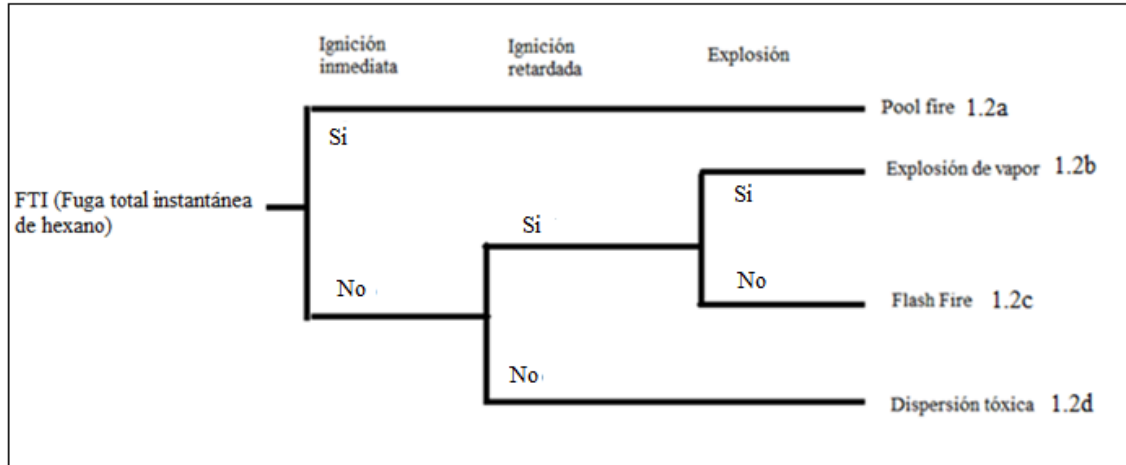 Ignición
inmediata
Ignición
retardada
Explosión
Pool fire 1.2a
Si
Explosión de vapor 1.2b
FTI (Fuga total instantánea
de hexano)
Si
Si
No
No
Flash Fire 1.2c
No
Dispersión tóxica 1.2d